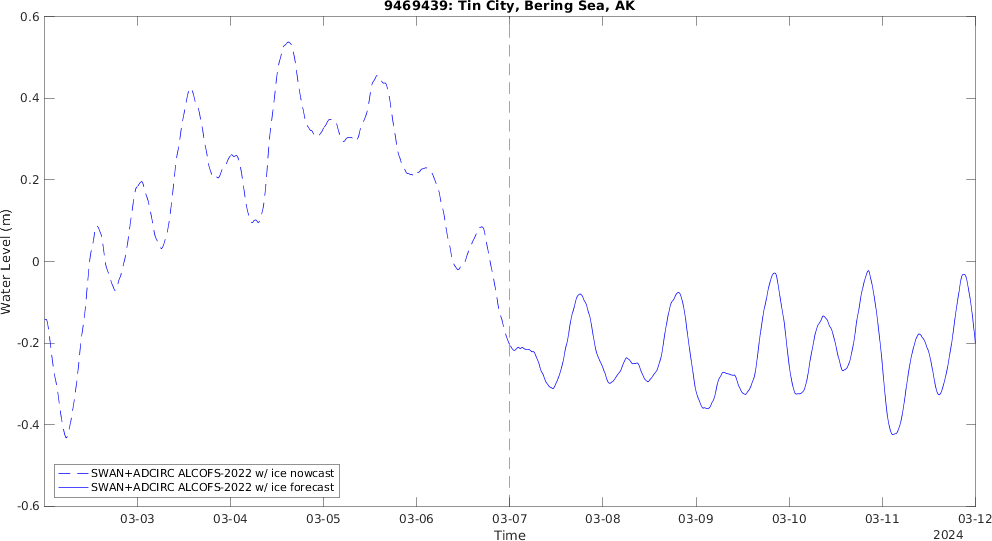 9469439: Tin City, Bering Sea, AK
0.6
0.4
0.2
0
-0.2
-0.4
-0.6
Water Level (m)
SWAN+ADCIRC ALCOFS-2022 w/ ice nowcast
SWAN+ADCIRC ALCOFS-2022 w/ ice forecast
03-03 03-04 03-05 03-06 03-07 03-08 03-09 03-10 03-11 03-12
Time
2024